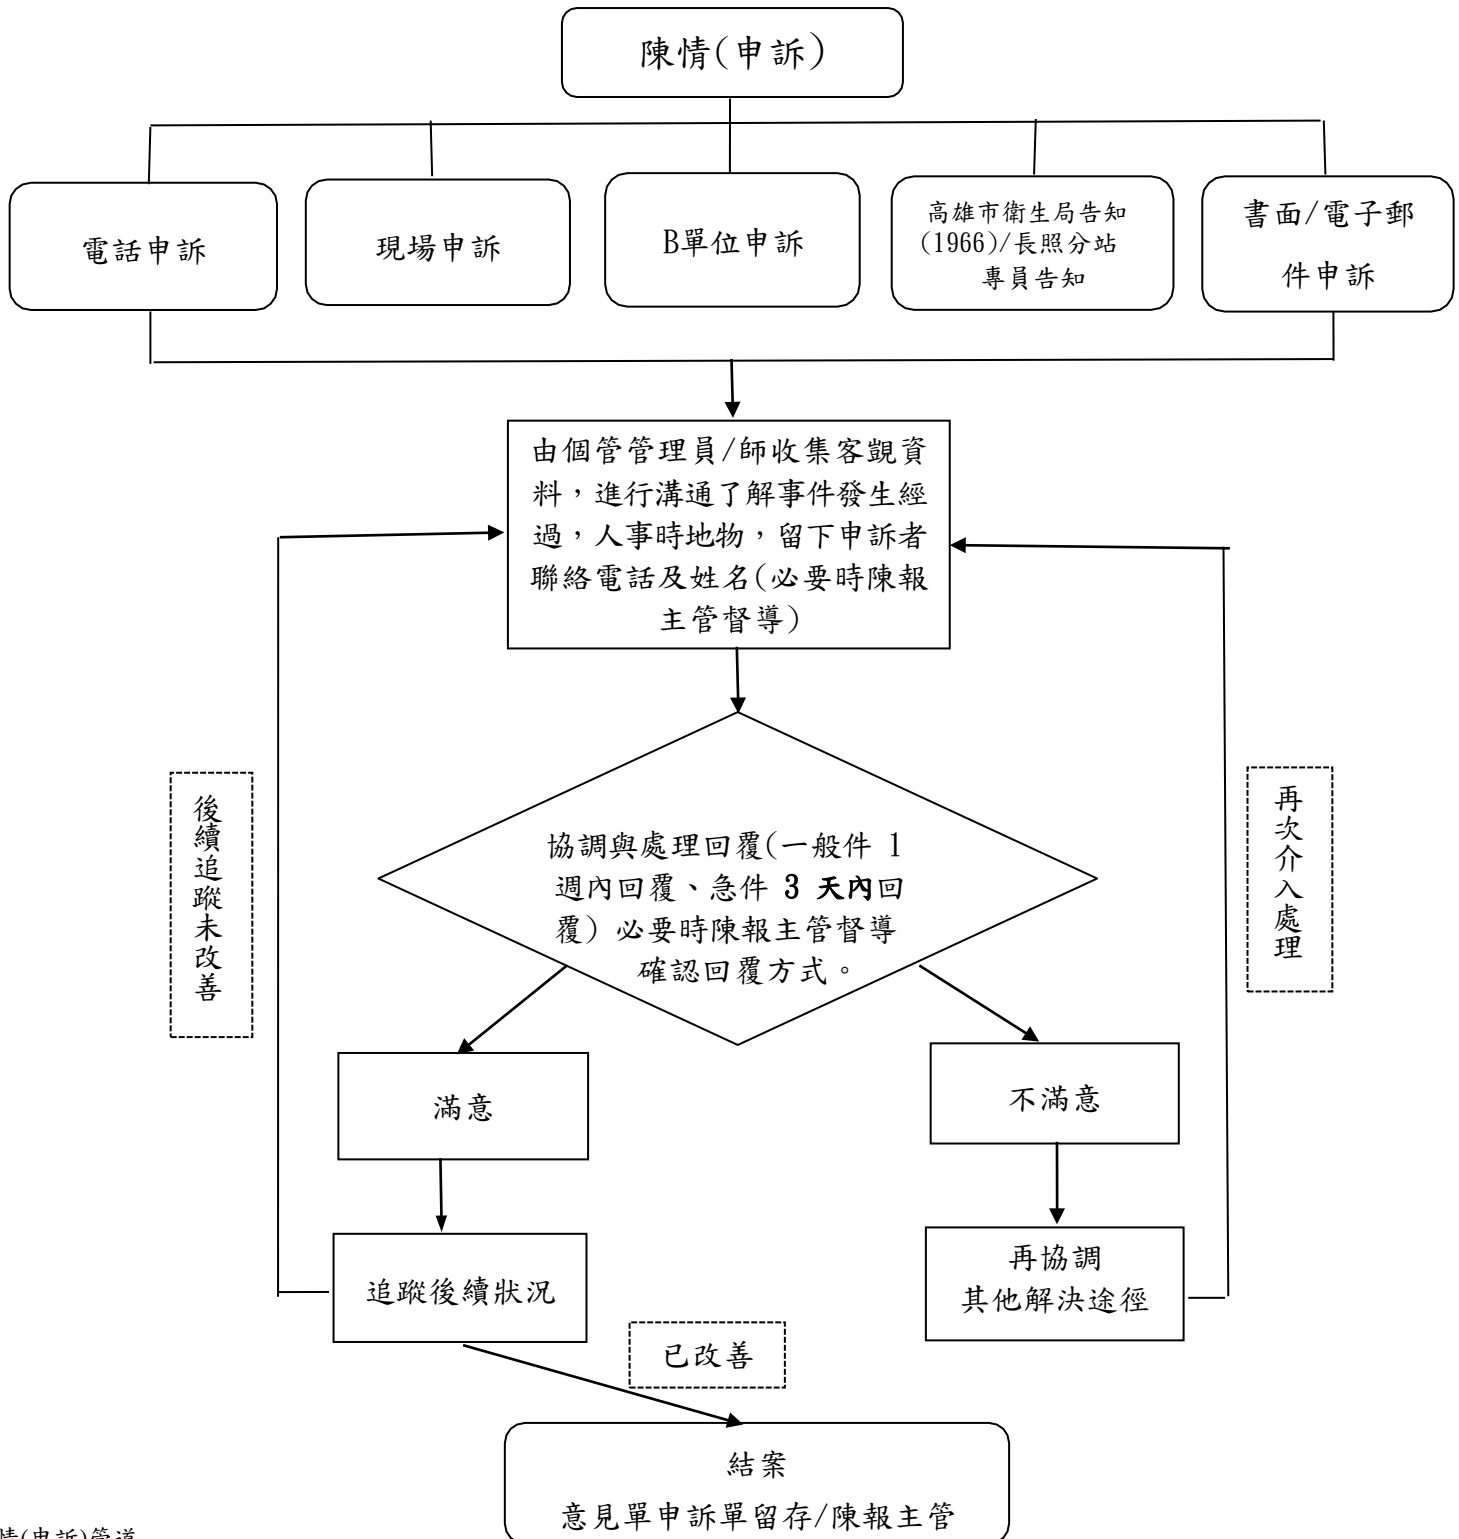 陳情(申訴)
電話申訴
現場申訴
B單位申訴
高雄市衛生局告知
(1966)/長照分站
專員告知
書面/電子郵
件申訴
由個管管理員/師收集客觀資
料，進行溝通了解事件發生經
過，人事時地物，留下申訴者
聯絡電話及姓名(必要時陳報
主管督導)
後續追蹤未改善
再次介入處理
協調與處理回覆(一般件 1
週內回覆、急件 3 天內回
覆) 必要時陳報主管督導
確認回覆方式。
滿意
不滿意
追蹤後續狀況
再協調
其他解決途徑
已改善
結案
意見單申訴單留存/陳報主管
情(申訴)管道